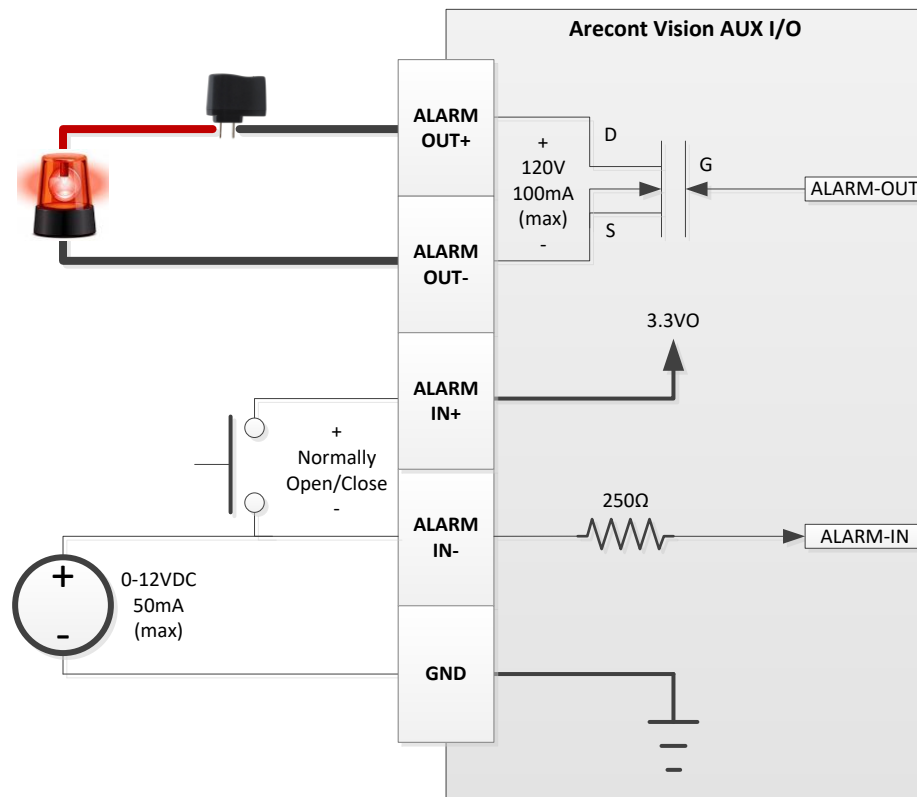 Arecont Vision AUX I/O
ALARM
OUT+
+
120V
100mA
(max)
-
D
G
S
ALARM-OUT
ALARM
OUT-
3.3VO
ALARM
IN+
+
Normally
Open/Close
-
250Ω
ALARM
IN-
ALARM-IN
+
-
0-12VDC
50mA
(max)
GND